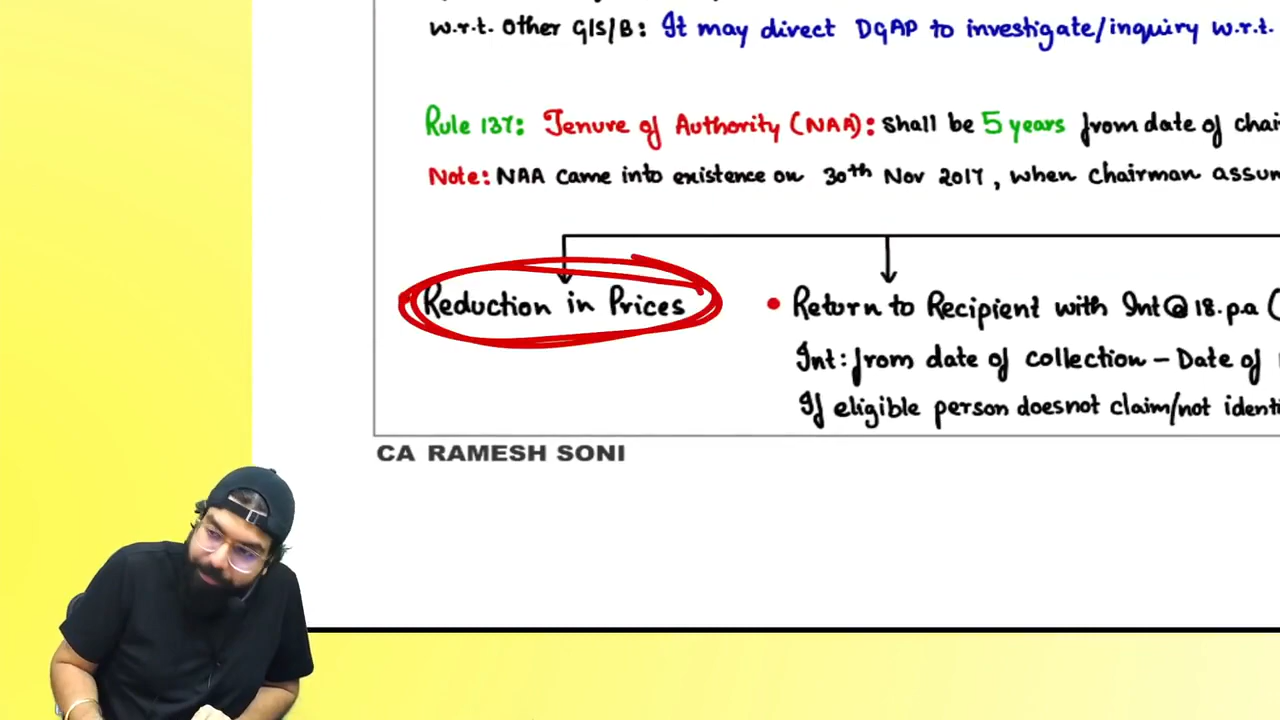 w.r.t. Other G/S/B: It may direct DGAP to investigate/inquiry w.r.t.
Rule 137: Tenure of Authority (NAA): Shall be 5 years from date of chai
Note: NAA came into existence on 30th Nov 2017, when chairman assum
Reduction in Prices
• Return to Recipient with Int@18.p.a (
Int: from date of collection – Date of
If eligible person doesnot claim/not identi
CA RAMESH SONI